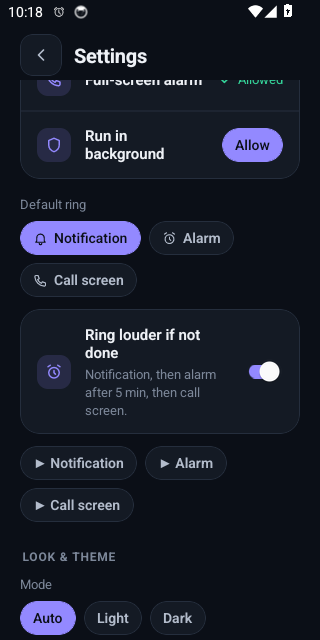 10:18
Settings
Full-screen alarm
Allowed
Run in
background
Allow
Default ring
Notification
Alarm
Call screen
Ring louder if not
done
Notification, then alarm
after 5 min, then call
screen.
Notification
Alarm
Call screen
LOOK & THEME
Mode
Auto
Light
Dark